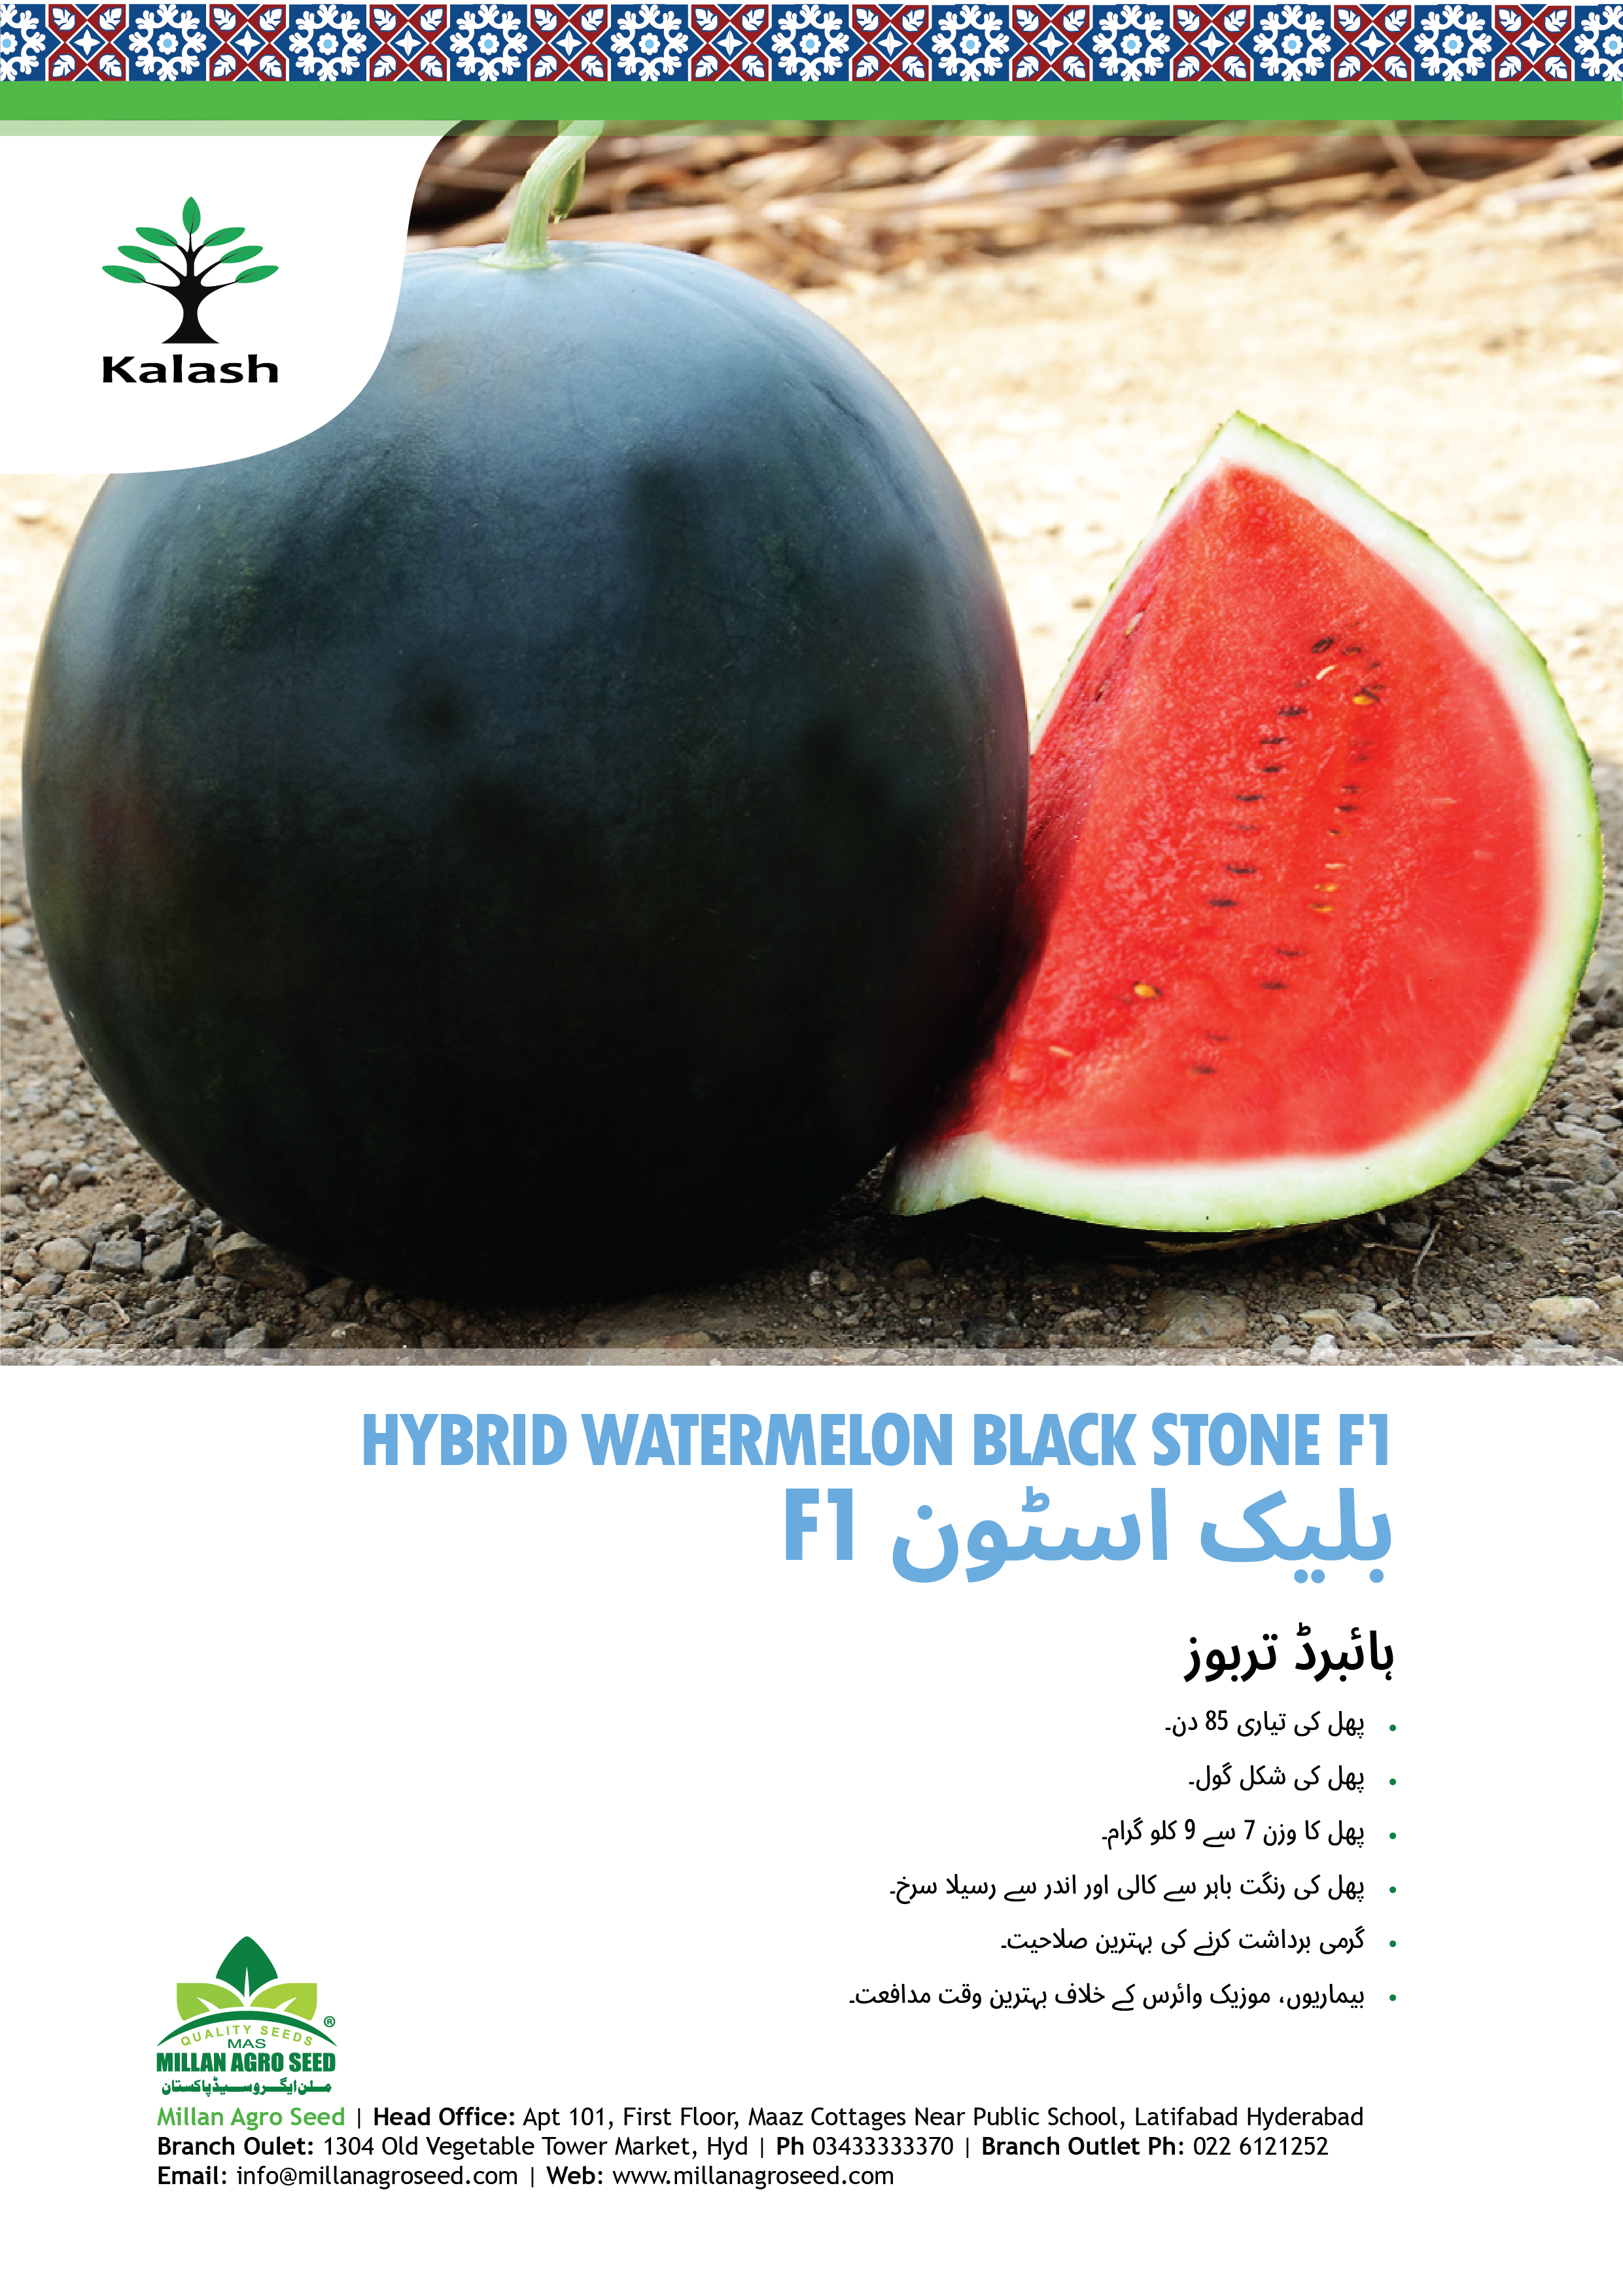 Kalash
HYBRID WATERMELON BLACK STONE F1
بلیک اسٹون F1
ہائبرڈ تربوز
• پھل کی تیاری 85 دن۔
• پھل کی شکل گول۔
• پھل کا وزن 7 سے 9 کلو گرام۔
• پھل کی رنگت باہر سے کالی اور اندر سے رسیلا سرخ۔
• گرمی برداشت کرنے کی بہترین صلاحیت۔
• بیماریوں، موزیک وائرس کے خلاف بہترین وقت مدافعت۔
QUALITY SEEDS ®
MAS
MILLAN AGRO SEED
ملن ایگرو سیڈ پاکستان
Millan Agro Seed | Head Office: Apt 101, First Floor, Maaz Cottages Near Public School, Latifabad Hyderabad
Branch Oulet: 1304 Old Vegetable Tower Market, Hyd | Ph 03433333370 | Branch Outlet Ph: 022 6121252
Email: info@millanagroseed.com | Web: www.millanagroseed.com